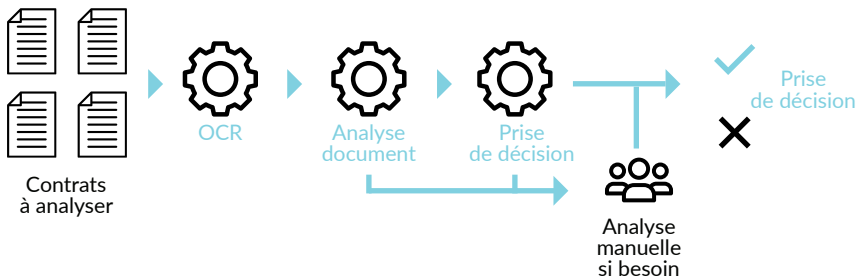 Contrats
à analyser
OCR
Analyse
document
Prise
de décision
Analyse
manuelle
si besoin
Prise
de décision